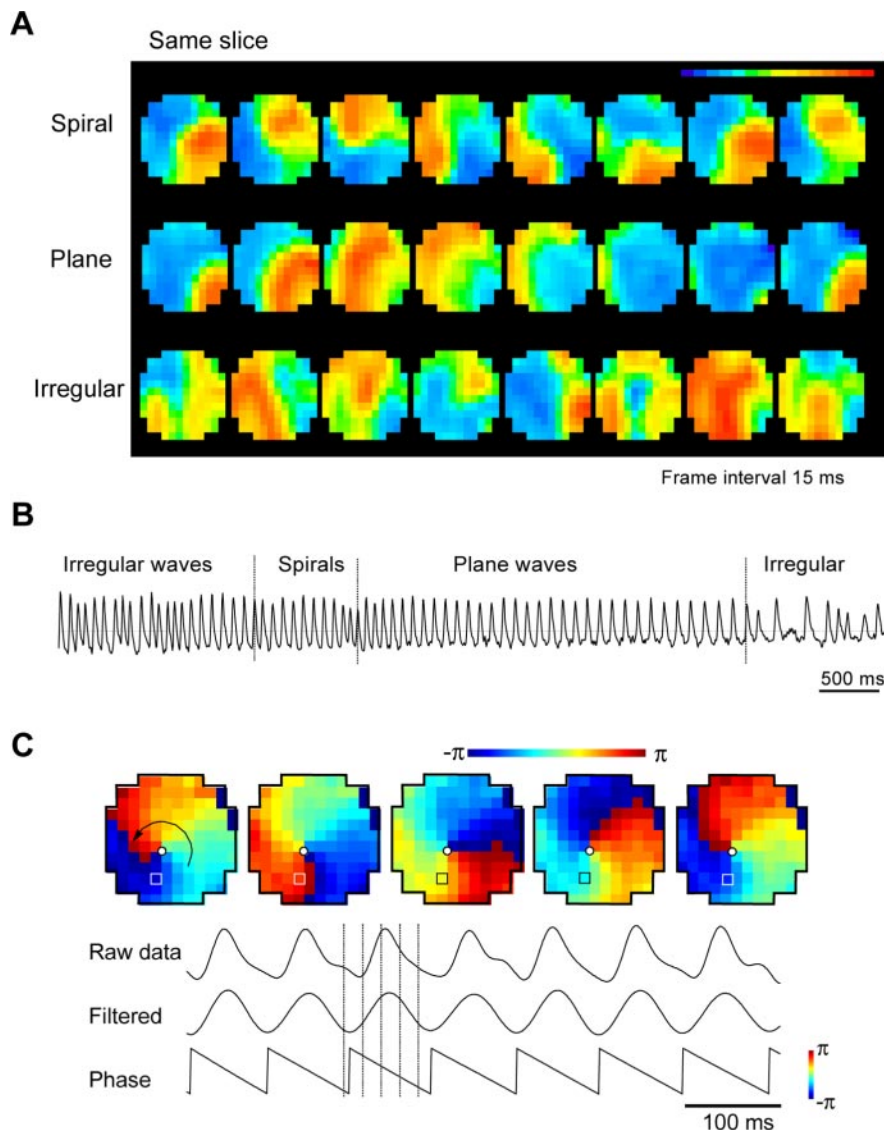 A
Same slice
Spiral
Plane
Irregular
Frame interval 15 ms
B
Irregular waves Spirals Plane waves Irregular
500 ms
C
-π π
Raw data
Filtered
Phase
π
-π
100 ms